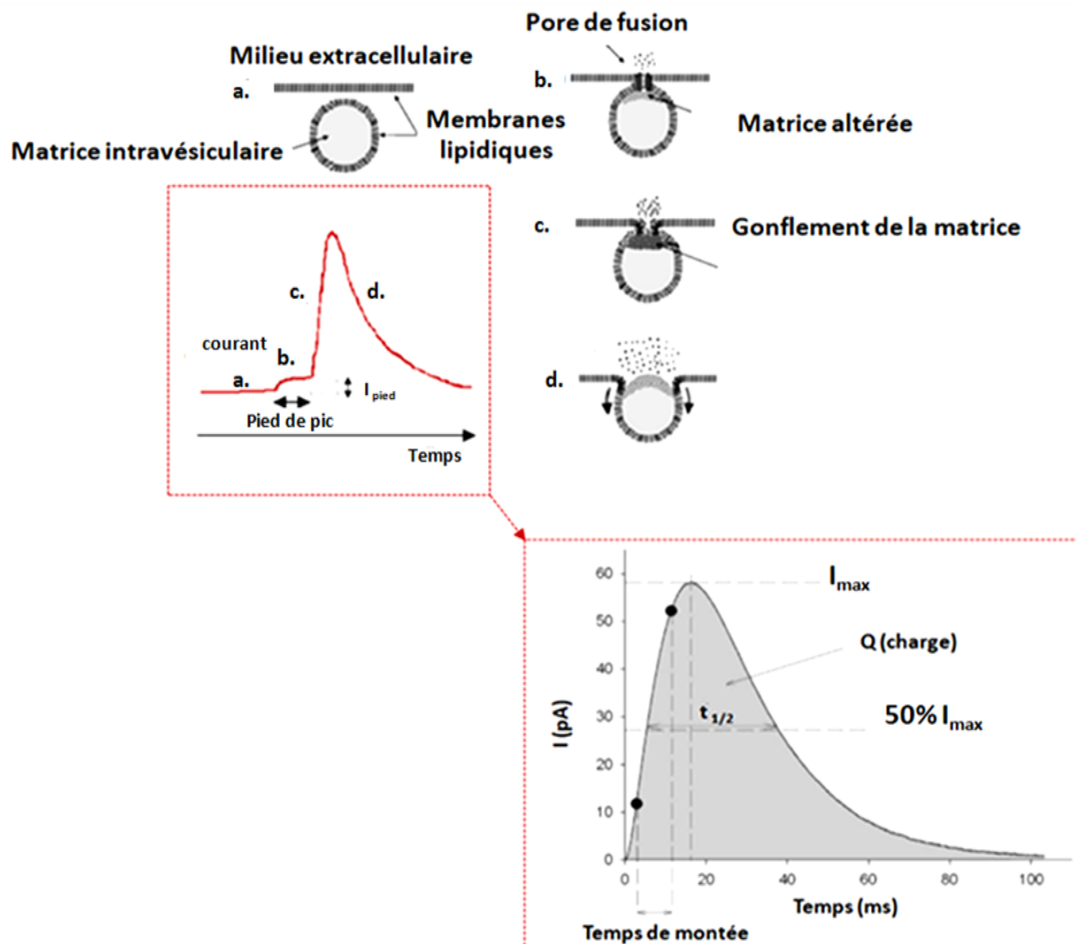 Pore de fusion
Milieu extracellulaire
a.
b.
Matrice intravésiculaire
Membranes
lipidiques
Matrice altérée
c.
Gonflement de la matrice
c.
d.
courant
b.
a.
I pied
Pied de pic
Temps
d.
60
50
40
30
20
10
0
I (pA)
Imax
Q (charge)
t 1/2
50% Imax
0
20
40
60
80
100
Temps (ms)
Temps de montée